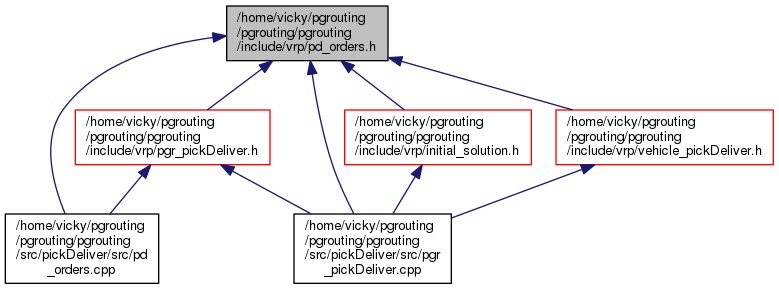 /home/vicky/pgrouting
/pgrouting/pgrouting
/include/vrp/pd_orders.h
/home/vicky/pgrouting
/pgrouting/pgrouting
/include/vrp/pgr_pickDeliver.h
/home/vicky/pgrouting
/pgrouting/pgrouting
/include/vrp/initial_solution.h
/home/vicky/pgrouting
/pgrouting/pgrouting
/include/vrp/vehicle_pickDeliver.h
/home/vicky/pgrouting
/pgrouting/pgrouting
/src/pickDeliver/src/pd
_orders.cpp
/home/vicky/pgrouting
/pgrouting/pgrouting
/src/pickDeliver/src/pgr
_pickDeliver.cpp